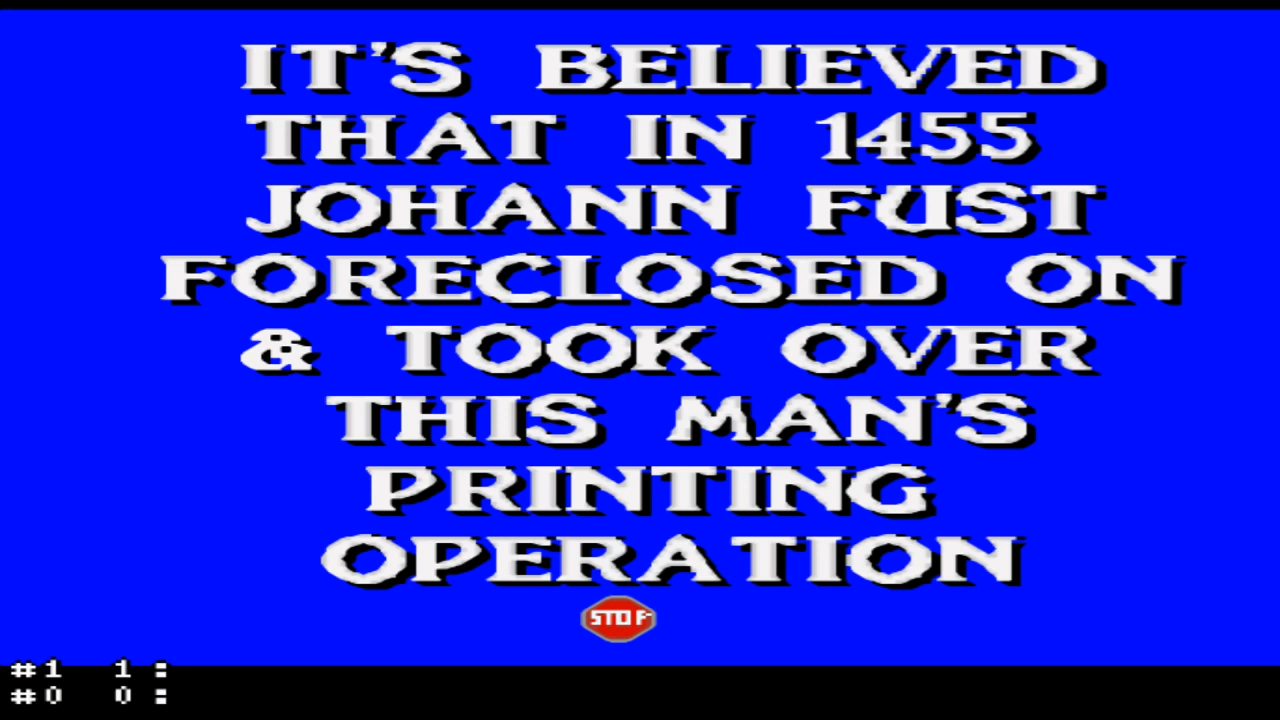 IT'S BELIEVED
THAT IN 1455
JOHANN FUST
FORECLOSED ON
& TOOK OVER
THIS MAN'S
PRINTING
OPERATION
STOP
#1 1 :
#0 0 :